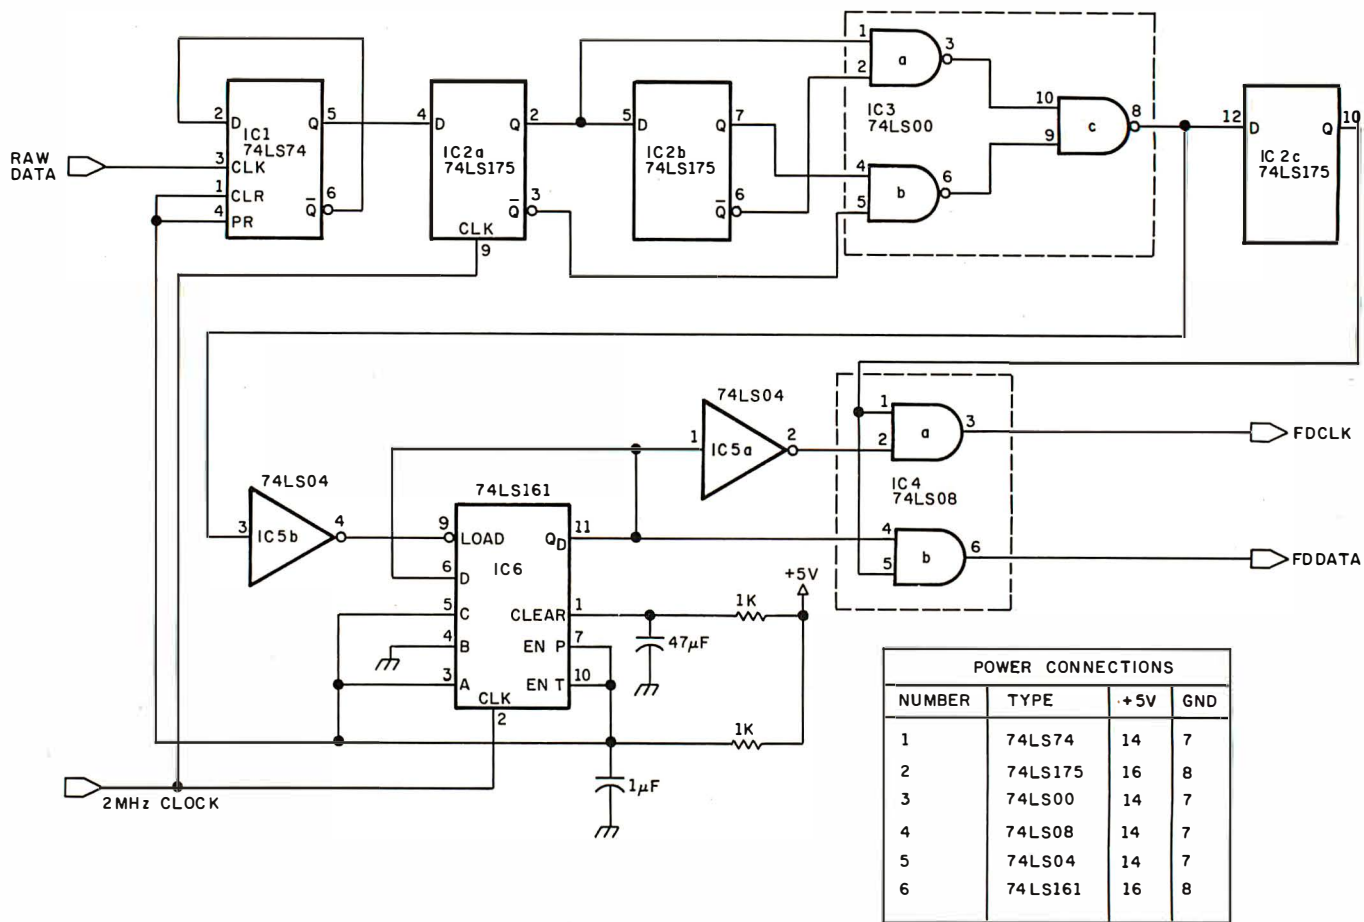 RAW
DATA
2
D
Q
5
IC1
74LS74
3
CLK
1
CLR
4
PR
Q
6
4
D
Q
2
IC2a
74LS175
Q
3
CLK
9
5
D
Q
7
IC2b
74LS175
Q
6
1
2
a
3
IC3
74LS00
4
5
b
6
10
9
c
8
12
D
Q
10
IC2c
74LS175
74LS04
3
IC5b
4
74LS161
9
LOAD
QD
11
IC6
6
D
5
C
CLEAR
1
4
B
EN P
7
3
A
EN T
10
CLK
2
74LS04
1
IC5a
2
1
2
a
3
FDCLK
IC4
74LS08
4
5
b
6
FDDATA
+5V
1K
47µF
1K
1µF
2MHz CLOCK
POWER CONNECTIONS
NUMBER TYPE +5V GND
1 74LS74 14 7
2 74LS175 16 8
3 74LS00 14 7
4 74LS08 14 7
5 74LS04 14 7
6 74LS161 16 8